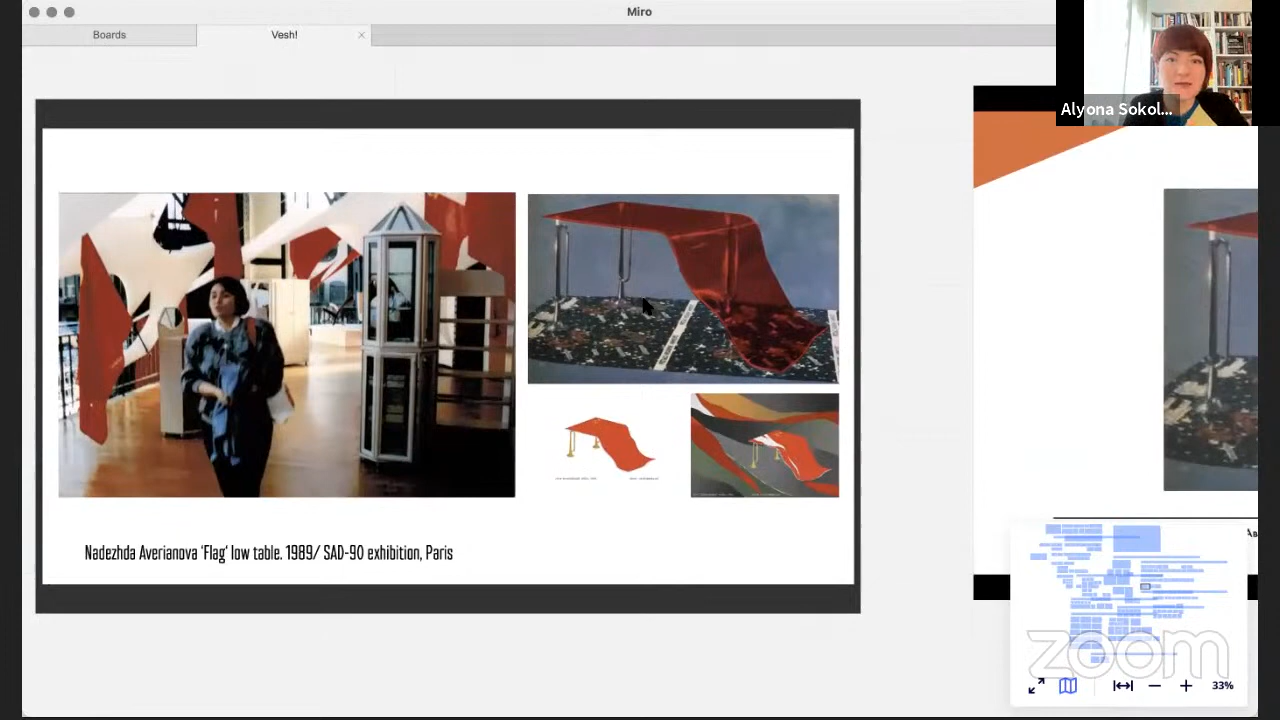 Miro
Boards
Vesh!
Alyona Sokol...
Nadezhda Averianova 'Flag' low table. 1989/ SAD-90 exhibition, Paris
zoom
33%